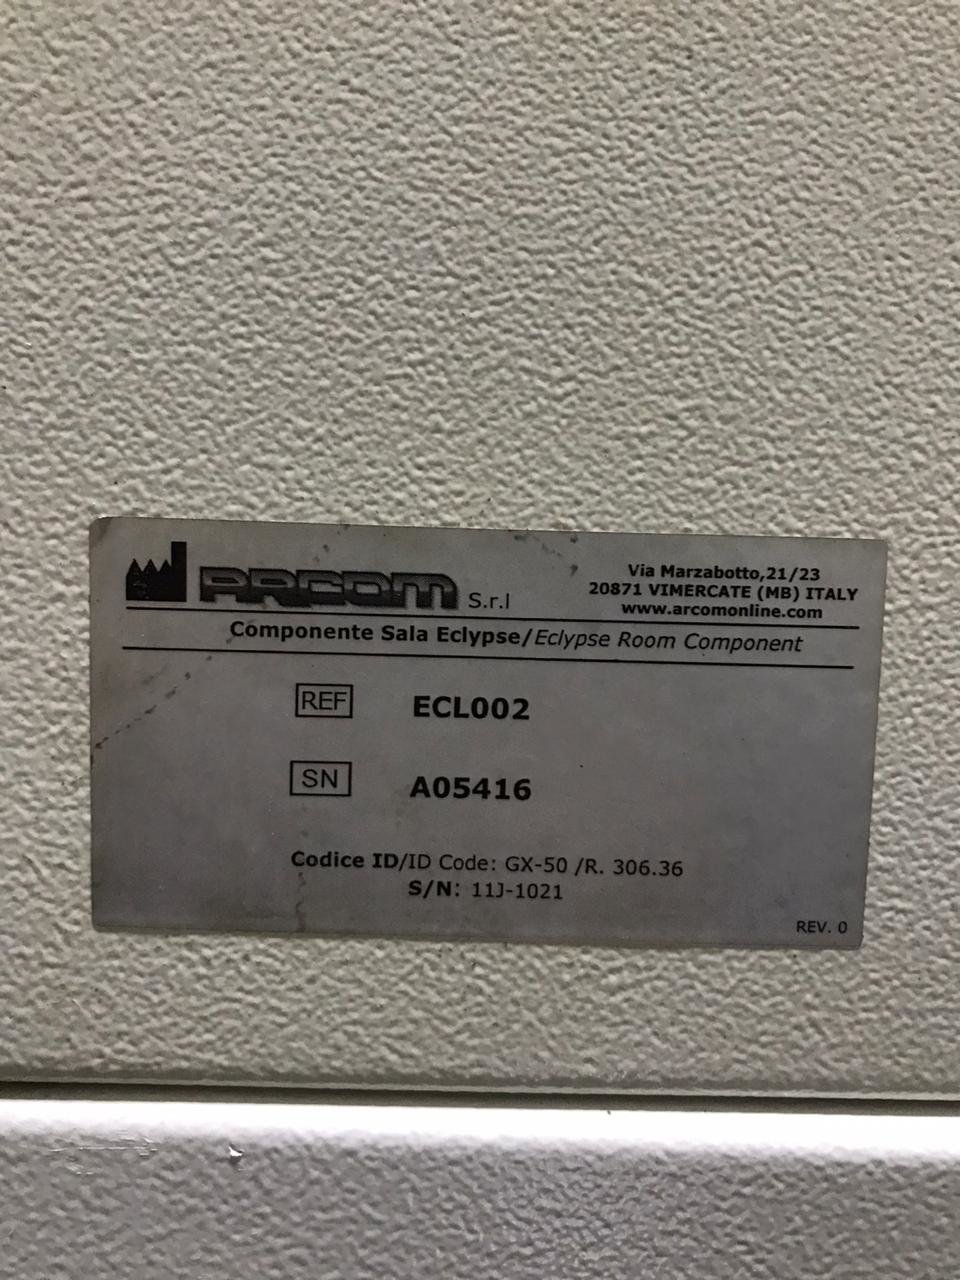 ARCOM S.r.l
Via Marzabotto,21/23
20871 VIMERCATE (MB) ITALY
www.arcomonline.com
Componente Sala Eclypse/Eclypse Room Component
REF ECL002
SN A05416
Codice ID/ID Code: GX-50 /R. 306.36
S/N: 11J-1021
REV. 0